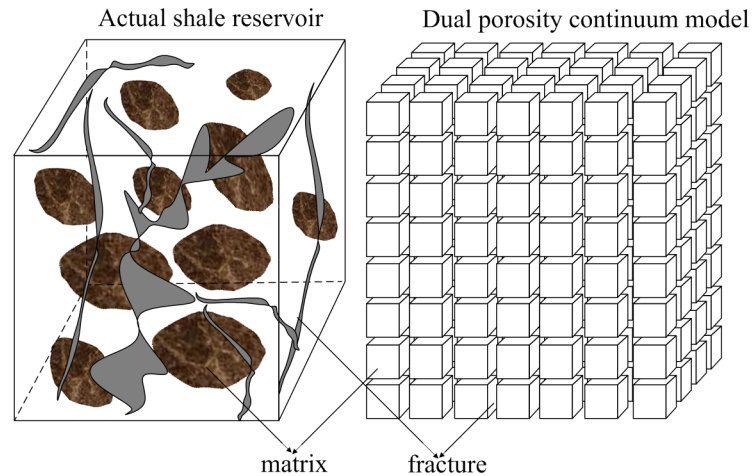 Actual shale reservoir
Dual porosity continuum model
matrix
fracture